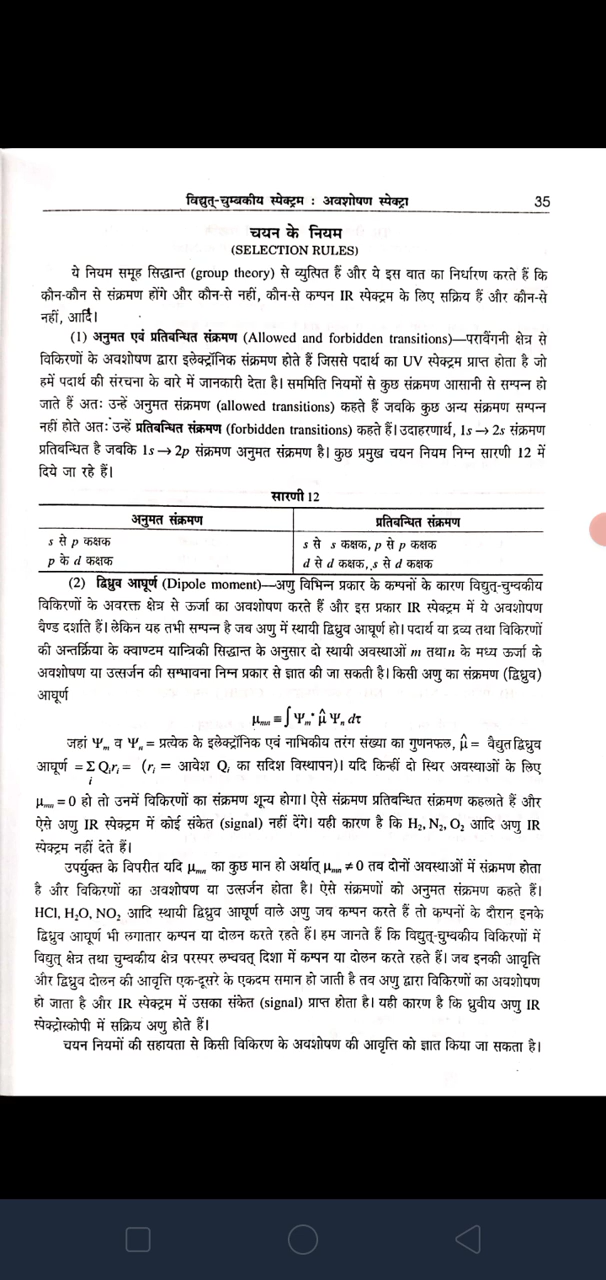 विद्युत्-चुम्बकीय स्पेक्ट्रम : अवशोषण स्पेक्ट्रा 35
चयन के नियम
(SELECTION RULES)
ये नियम समूह सिद्धान्त (group theory) से व्युत्पित हैं और ये इस बात का निर्धारण करते हैं कि
कौन-कौन से संक्रमण होंगे और कौन-से नहीं, कौन-से कम्पन IR स्पेक्ट्रम के लिए सक्रिय हैं और कौन-से
नहीं, आदि।
(1) अनुमत एवं प्रतिबन्धित संक्रमण (Allowed and forbidden transitions)—पराबैंगनी क्षेत्र से
विकिरणों के अवशोषण द्वारा इलेक्ट्रॉनिक संक्रमण होते हैं जिससे पदार्थ का UV स्पेक्ट्रम प्राप्त होता है जो
हमें पदार्थ की संरचना के बारे में जानकारी देता है। सममिति नियमों से कुछ संक्रमण आसानी से सम्पन्न हो
जाते हैं अतः उन्हें अनुमत संक्रमण (allowed transitions) कहते हैं जबकि कुछ अन्य संक्रमण सम्पन्न
नहीं होते अतः उन्हें प्रतिबन्धित संक्रमण (forbidden transitions) कहते हैं। उदाहरणार्थ, 1s → 2s संक्रमण
प्रतिबन्धित है जबकि 1s → 2p संक्रमण अनुमत संक्रमण है। कुछ प्रमुख चयन नियम निम्न सारणी 12 में
दिये जा रहे हैं।
सारणी 12
अनुमत संक्रमण प्रतिबन्धित संक्रमण
s से p कक्षक s से s कक्षक, p से p कक्षक
p के d कक्षक d से d कक्षक, s से d कक्षक
(2) द्विध्रुव आघूर्ण (Dipole moment)—अणु विभिन्न प्रकार के कम्पनों के कारण विद्युत-चुम्बकीय
विकिरणों के अवरक्त क्षेत्र से ऊर्जा का अवशोषण करते हैं और इस प्रकार IR स्पेक्ट्रम में ये अवशोषण
बैण्ड दर्शाते हैं। लेकिन यह तभी सम्पन्न है जब अणु में स्थायी द्विध्रुव आघूर्ण हो। पदार्थ या द्रव्य तथा विकिरणों
की अन्तर्क्रिया के क्वाण्टम यान्त्रिकी सिद्धान्त के अनुसार दो स्थायी अवस्थाओं m तथा n के मध्य ऊर्जा के
अवशोषण या उत्सर्जन की सम्भावना निम्न प्रकार से ज्ञात की जा सकती है। किसी अणु का संक्रमण (द्विध्रुव)
आघूर्ण
μₘₙ ≡ ∫ Ψₘ* μ̂ Ψₙ dτ
जहां Ψₘ व Ψₙ = प्रत्येक के इलेक्ट्रॉनिक एवं नाभिकीय तरंग संख्या का गुणनफल, μ̂ = वैद्युत द्विध्रुव
आघूर्ण = Σ Qᵢrᵢ = (rᵢ = आवेश Qᵢ का सदिश विस्थापन)। यदि किन्हीं दो स्थिर अवस्थाओं के लिए
i
μₘₙ = 0 हो तो उनमें विकिरणों का संक्रमण शून्य होगा। ऐसे संक्रमण प्रतिबन्धित संक्रमण कहलाते हैं और
ऐसे अणु IR स्पेक्ट्रम में कोई संकेत (signal) नहीं देंगे। यही कारण है कि H₂, N₂, O₂ आदि अणु IR
स्पेक्ट्रम नहीं देते हैं।
उपर्युक्त के विपरीत यदि μₘₙ का कुछ मान हो अर्थात् μₘₙ ≠ 0 तब दोनों अवस्थाओं में संक्रमण होता
है और विकिरणों का अवशोषण या उत्सर्जन होता है। ऐसे संक्रमणों को अनुमत संक्रमण कहते हैं।
HCl, H₂O, NO₂ आदि स्थायी द्विध्रुव आघूर्ण वाले अणु जब कम्पन करते हैं तो कम्पनों के दौरान इनके
द्विध्रुव आघूर्ण भी लगातार कम्पन या दोलन करते रहते हैं। हम जानते हैं कि विद्युत्-चुम्बकीय विकिरणों में
विद्युत् क्षेत्र तथा चुम्बकीय क्षेत्र परस्पर लम्बवत् दिशा में कम्पन या दोलन करते रहते हैं। जब इनकी आवृत्ति
और द्विध्रुव दोलन की आवृत्ति एक-दूसरे के एकदम समान हो जाती है तब अणु द्वारा विकिरणों का अवशोषण
हो जाता है और IR स्पेक्ट्रम में उसका संकेत (signal) प्राप्त होता है। यही कारण है कि ध्रुवीय अणु IR
स्पेक्ट्रोस्कोपी में सक्रिय अणु होते हैं।
चयन नियमों की सहायता से किसी विकिरण के अवशोषण की आवृत्ति को ज्ञात किया जा सकता है।